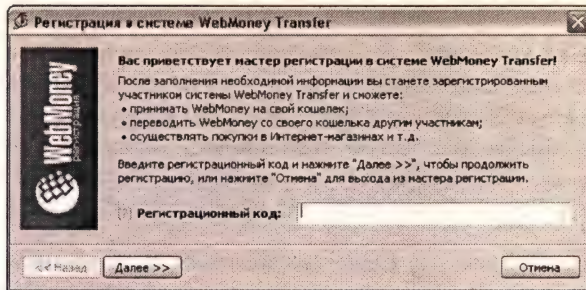 Регистрация в системе WebMoney Transfer
WebMoney
регистрация
Вас приветствует мастер регистрации в системе WebMoney Transfer!
После заполнения необходимой информации вы станете зарегистрированным
участником системы WebMoney Transfer и сможете:
• принимать WebMoney на свой кошелек;
• переводить WebMoney со своего кошелька другим участникам;
• осуществлять покупки в Интернет-магазинах и т.д.
Введите регистрационный код и нажмите "Далее >>", чтобы продолжить
регистрацию, или нажмите "Отмена" для выхода из мастера регистрации.
[?] Регистрационный код:
<< Назад Далее >> Отмена